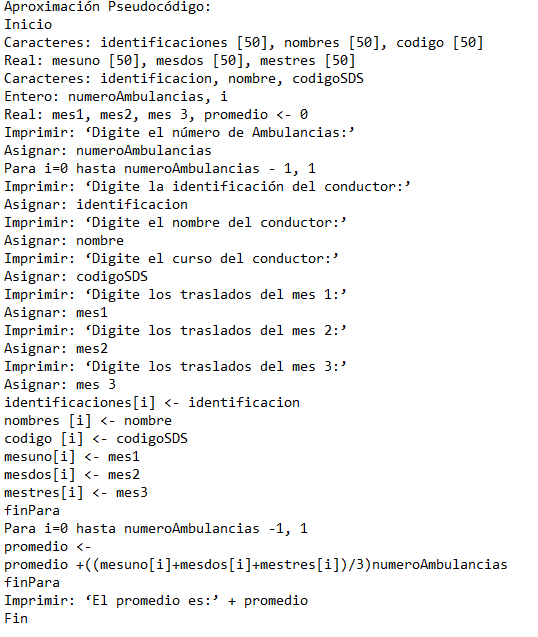 Aproximación Pseudocódigo:
Inicio
Caracteres: identificaciones [50], nombres [50], codigo [50]
Real: mesuno [50], mesdos [50], mestres [50]
Caracteres: identificacion, nombre, codigoSDS
Entero: numeroAmbulancias, i
Real: mes1, mes2, mes 3, promedio <- 0
Imprimir: ‘Digite el número de Ambulancias:’
Asignar: numeroAmbulancias
Para i=0 hasta numeroAmbulancias - 1, 1
Imprimir: ‘Digite la identificación del conductor:’
Asignar: identificacion
Imprimir: ‘Digite el nombre del conductor:’
Asignar: nombre
Imprimir: ‘Digite el curso del conductor:’
Asignar: codigoSDS
Imprimir: ‘Digite los traslados del mes 1:’
Asignar: mes1
Imprimir: ‘Digite los traslados del mes 2:’
Asignar: mes2
Imprimir: ‘Digite los traslados del mes 3:’
Asignar: mes 3
identificaciones[i] <- identificacion
nombres [i] <- nombre
codigo [i] <- codigoSDS
mesuno[i] <- mes1
mesdos[i] <- mes2
mestres[i] <- mes3
finPara
Para i=0 hasta numeroAmbulancias -1, 1
promedio <-
promedio +((mesuno[i]+mesdos[i]+mestres[i])/3)numeroAmbulancias
finPara
Imprimir: ‘El promedio es:’ + promedio
Fin